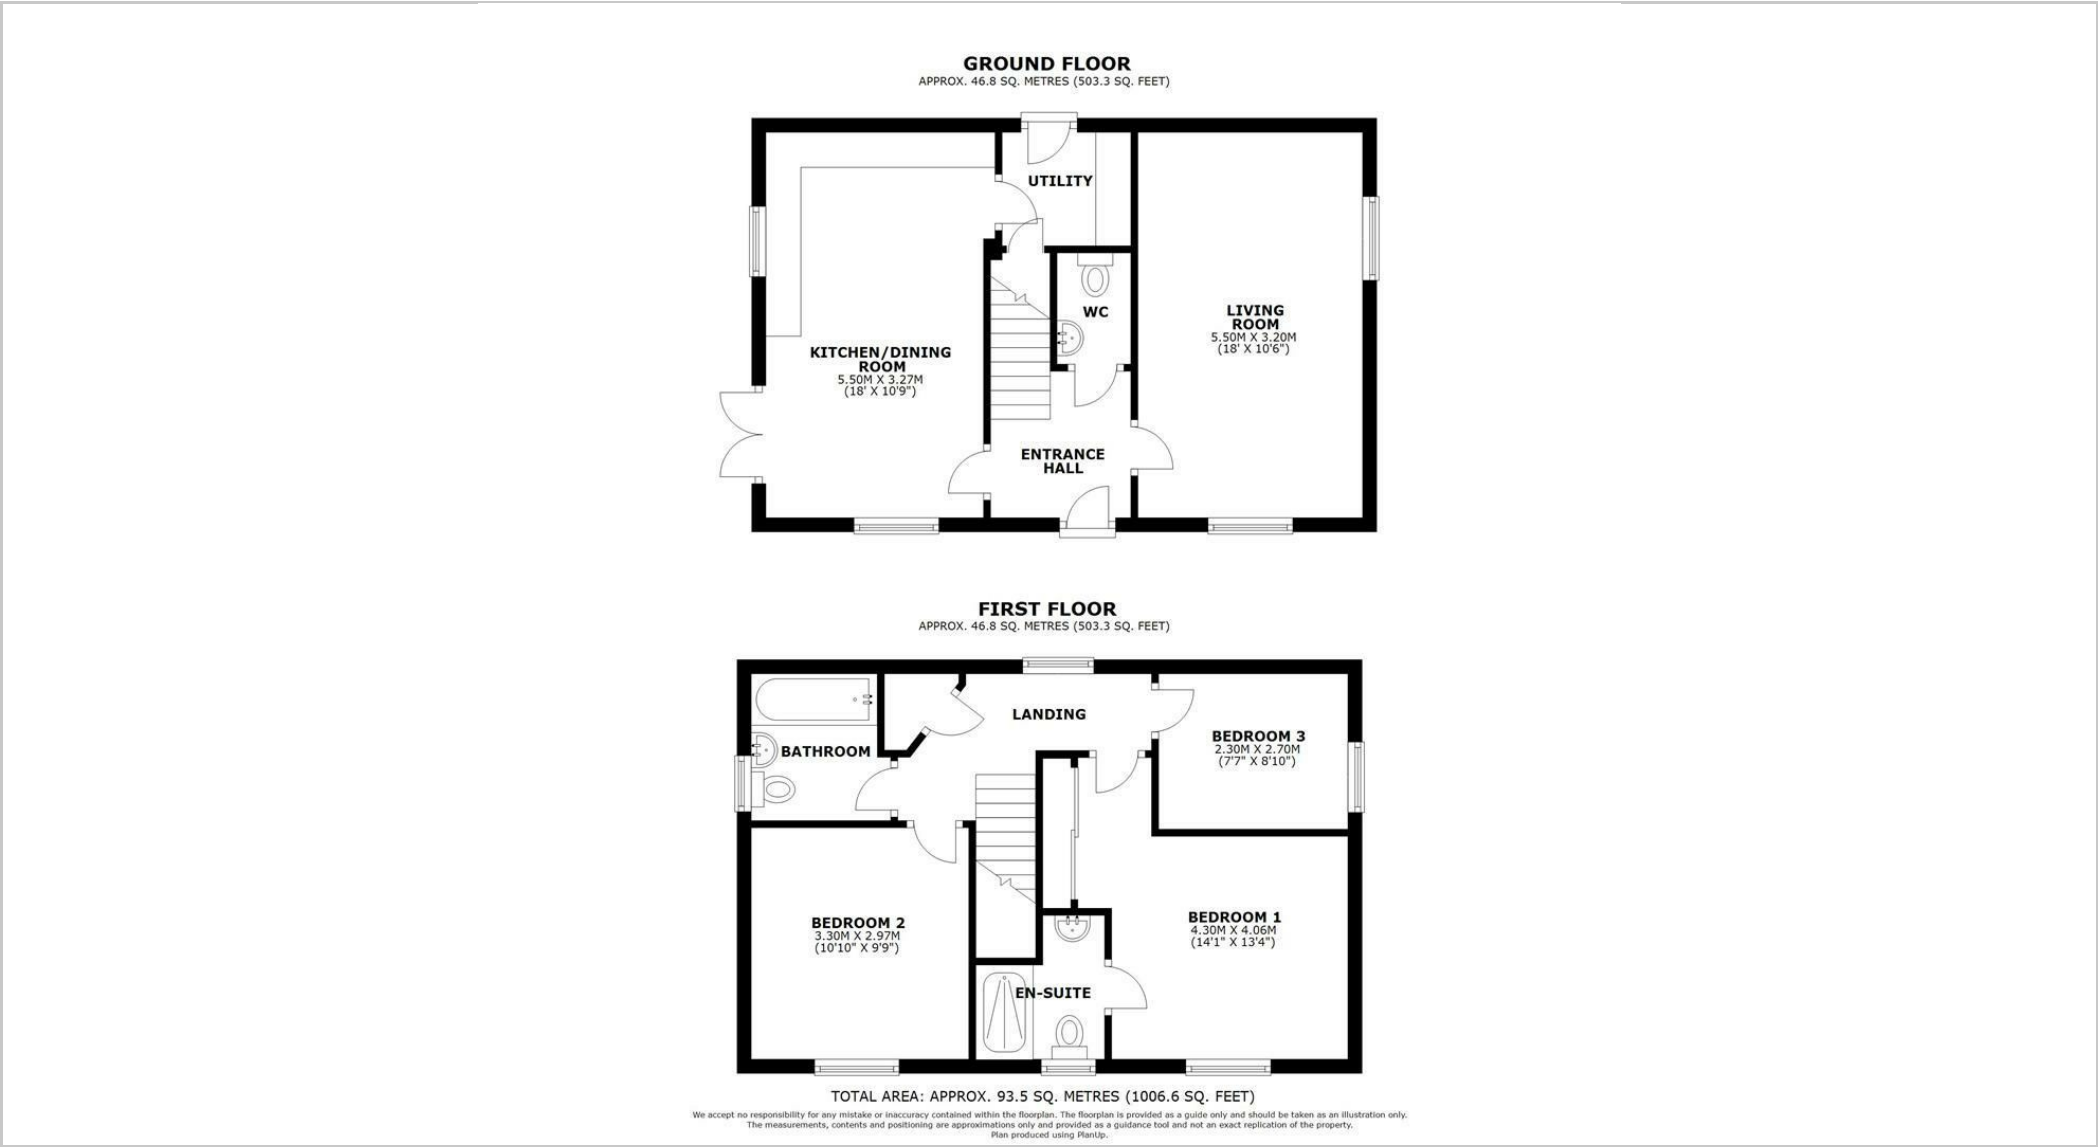 GROUND FLOOR
APPROX. 46.8 SQ. METRES (503.3 SQ. FEET)
UTILITY
WC
LIVING
ROOM
5.50M X 3.20M
(18' X 10'6")
KITCHEN/DINING
ROOM
5.50M X 3.27M
(18' X 10'9")
ENTRANCE
HALL
FIRST FLOOR
APPROX. 46.8 SQ. METRES (503.3 SQ. FEET)
LANDING
BATHROOM
BEDROOM 3
2.30M X 2.70M
(7'7" X 8'10")
BEDROOM 2
3.30M X 2.97M
(10'10" X 9'9")
BEDROOM 1
4.30M X 4.06M
(14'1" X 13'4")
EN-SUITE
TOTAL AREA: APPROX. 93.5 SQ. METRES (1006.6 SQ. FEET)
We accept no responsibility for any mistake or inaccuracy contained within the floorplan. The floorplan is provided as a guide only and should be taken as an illustration only.
The measurements, contents and positioning are approximations only and provided as a guidance tool and not an exact replication of the property.
Plan produced using PlanUp.